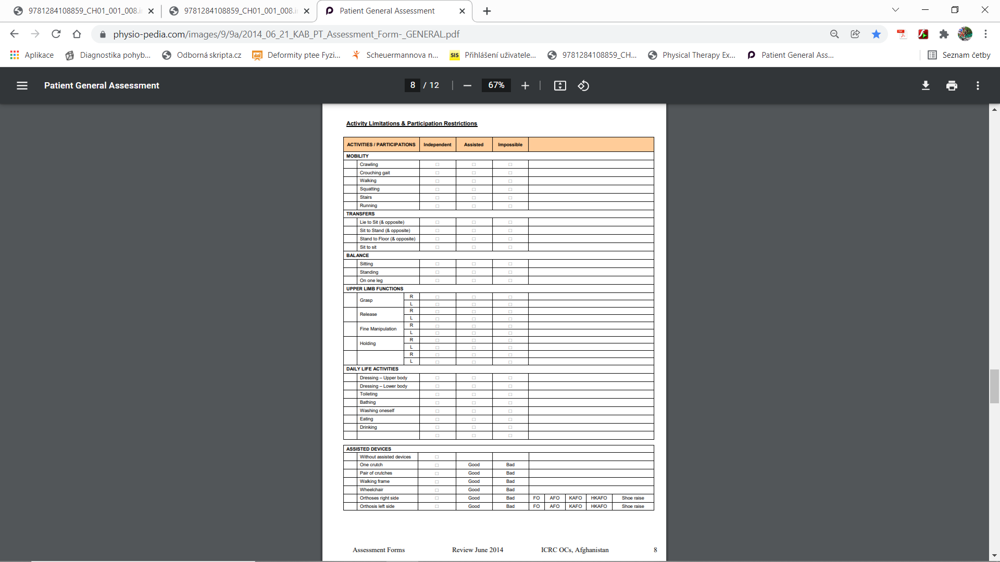 9781284108859_CH01_001_008.i
9781284108859_CH01_001_008.i
Patient General Assessment
physio-pedia.com/images/9/9a/2014_06_21_KAB_PT_Assessment_Form-_GENERAL.pdf
Aplikace
Diagnostika pohyb...
Odborná skripta.cz
Deformity ptee Fyzi...
Scheuermannova n...
SIS
Přihlášení uživatele...
9781284108859_CH...
Physical Therapy Ex...
Patient General Ass...
Seznam četby
Patient General Assessment
8 / 12
67%
Activity Limitations & Participation Restrictions
ACTIVITIES / PARTICIPATIONS Independent Assisted Impossible
MOBILITY
Crawling
Crouching gait
Walking
Squatting
Stairs
Running
TRANSFERS
Lie to Sit (& opposite)
Sit to Stand (& opposite)
Stand to Floor (& opposite)
Sit to sit
BALANCE
Sitting
Standing
On one leg
UPPER LIMB FUNCTIONS
Grasp R
L
Release R
L
Fine Manipulation R
L
Holding R
L
R
L
DAILY LIFE ACTIVITIES
Dressing – Upper body
Dressing – Lower body
Toileting
Bathing
Washing oneself
Eating
Drinking
ASSISTED DEVICES
Without assisted devices
One crutch Good Bad
Pair of crutches Good Bad
Walking frame Good Bad
Wheelchair Good Bad
Orthoses right side Good Bad FO AFO KAFO HKAFO Shoe raise
Orthosis left side Good Bad FO AFO KAFO HKAFO Shoe raise
Assessment Forms Review June 2014 ICRC OCs, Afghanistan 8